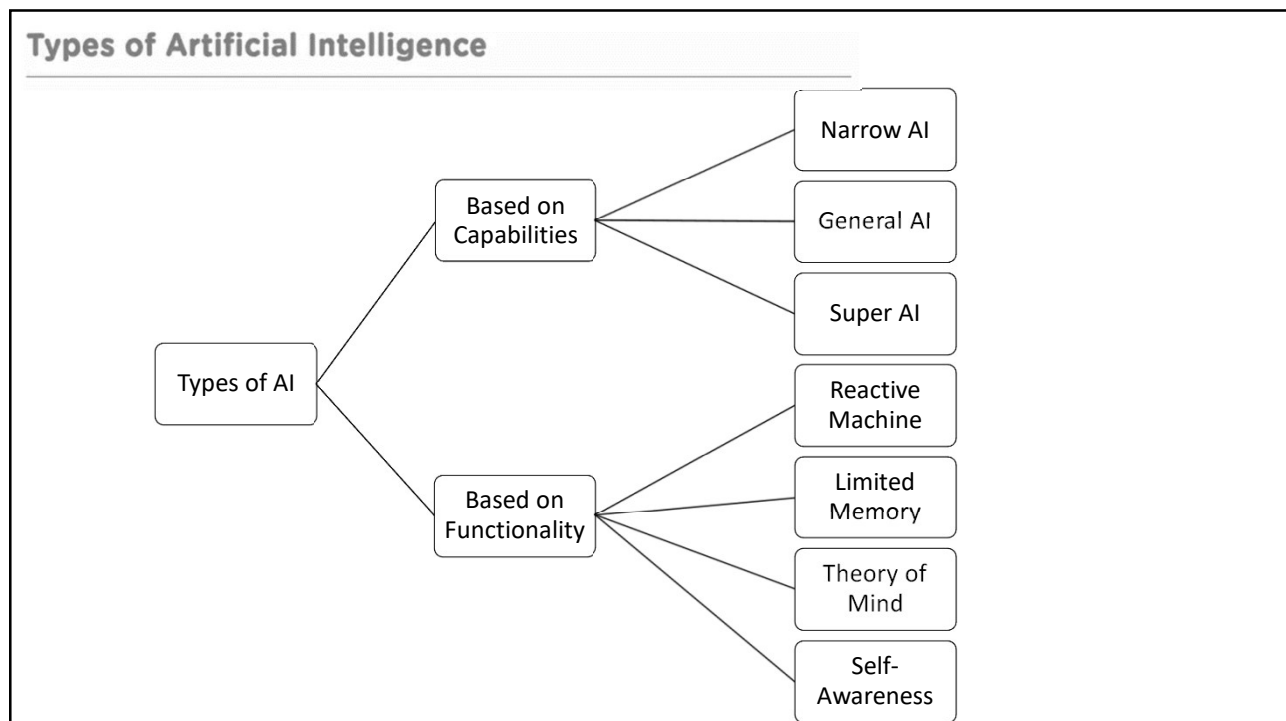 Types of Artificial Intelligence
Narrow AI
Based on
Capabilities
General AI
Super AI
Types of AI
Reactive
Machine
Based on
Functionality
Limited
Memory
Theory of
Mind
Self-
Awareness